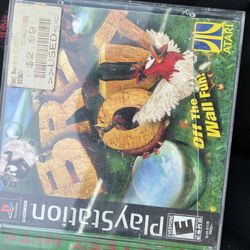 BREAKOUT
Off The
Wall Fun!
ATARI
PlayStation
E
$2.99
>>USED<<